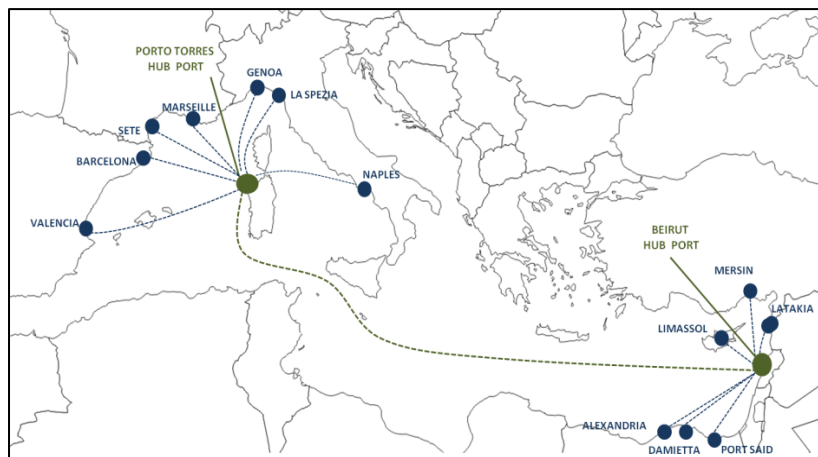 PORTO TORRES
HUB PORT
GENOA
LA SPEZIA
MARSEILLE
SETE
BARCELONA
NAPLES
VALENCIA
BEIRUT
HUB PORT
MERSIN
LATAKIA
LIMASSOL
ALEXANDRIA
DAMIETTA
PORT SAID